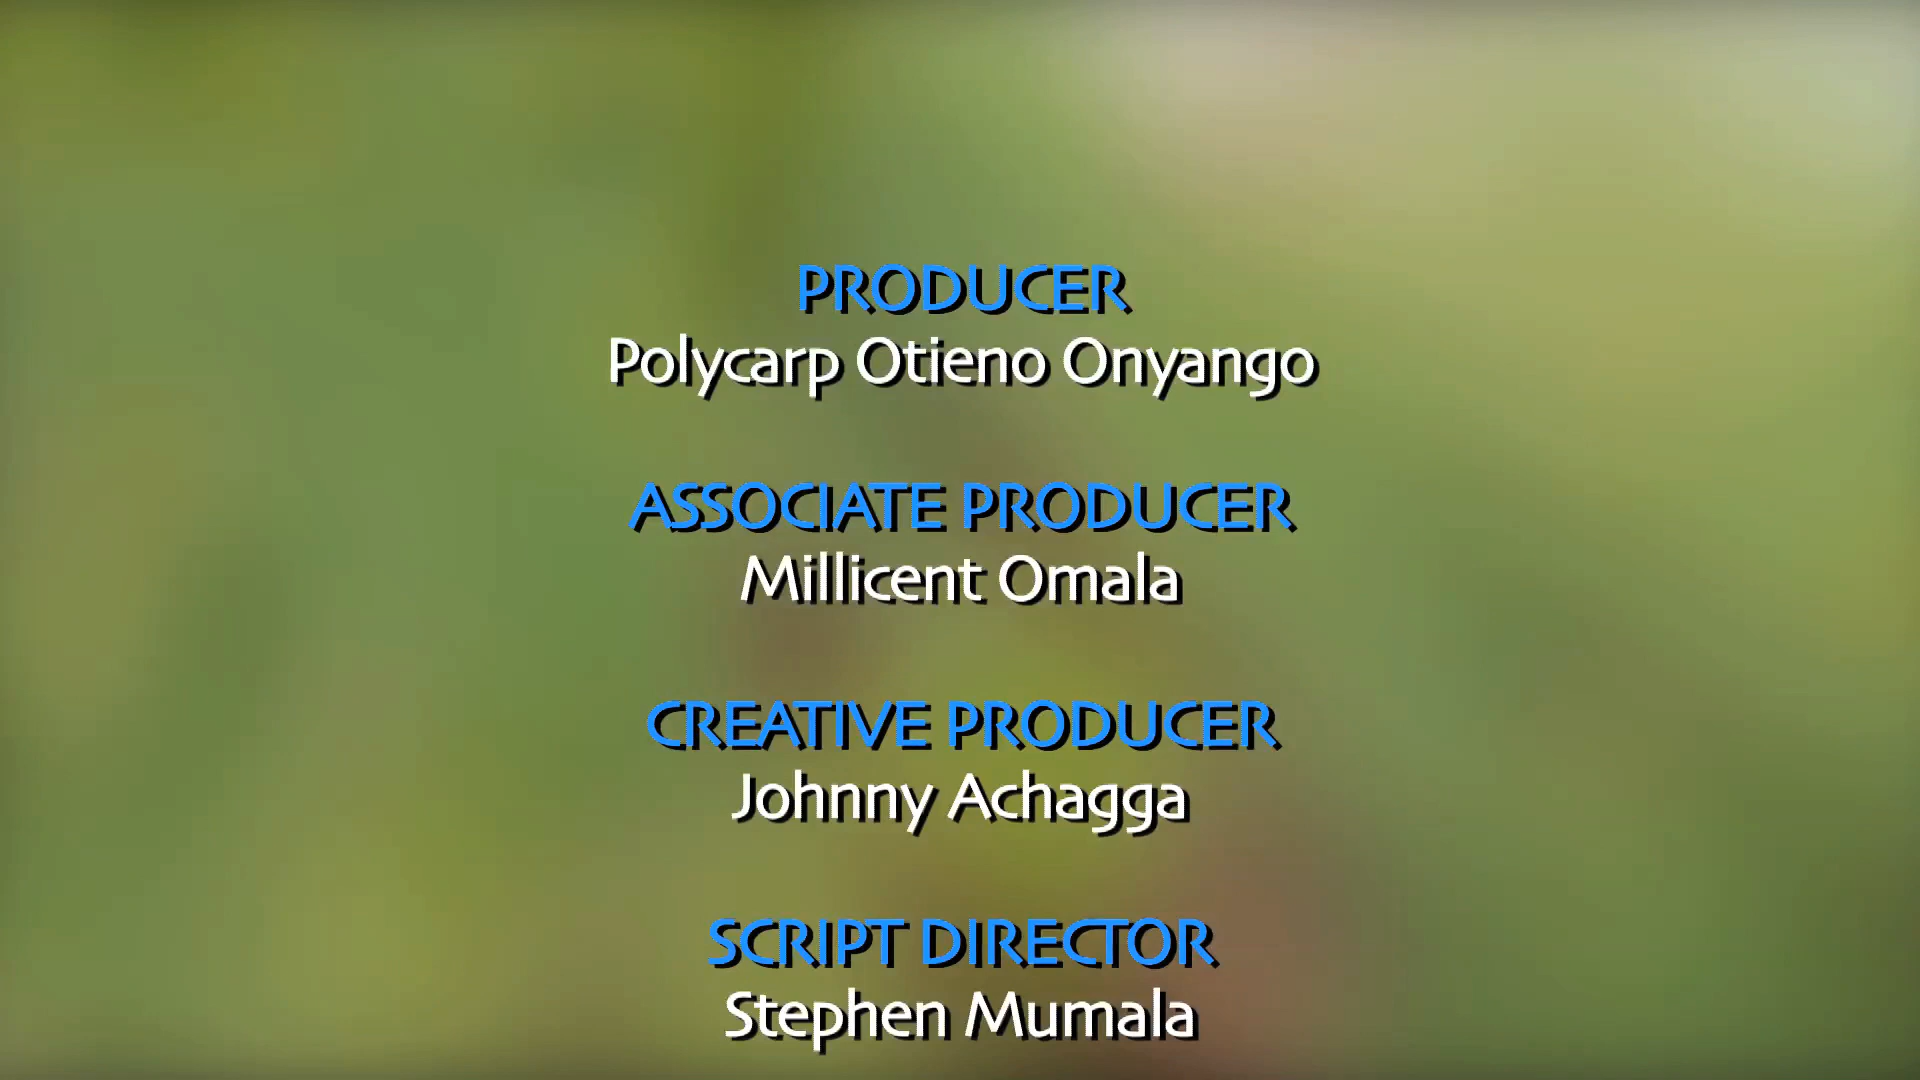 PRODUCER
Polycarp Otieno Onyango
ASSOCIATE PRODUCER
Millicent Omala
CREATIVE PRODUCER
Johnny Achagga
SCRIPT DIRECTOR
Stephen Mumala